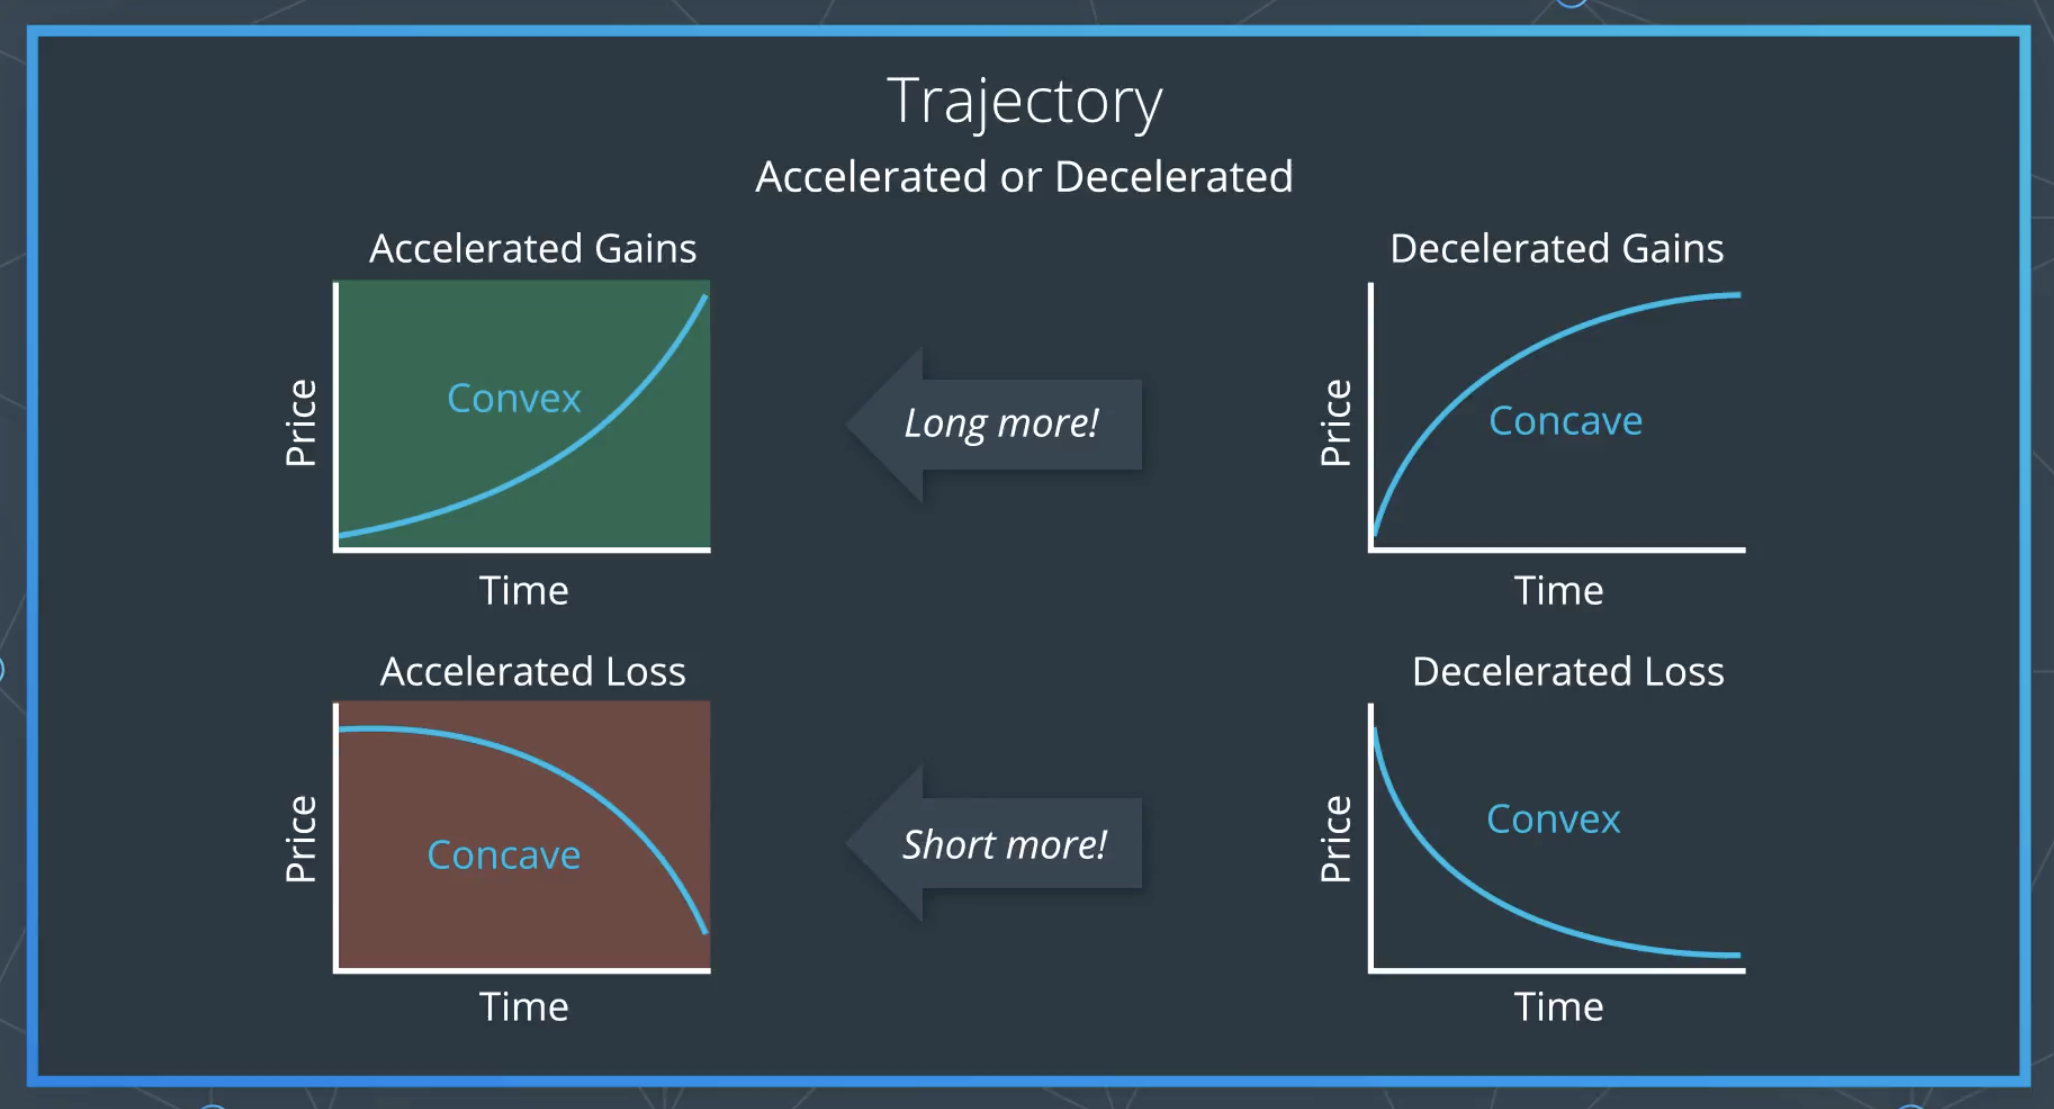 Trajectory
Accelerated or Decelerated
Accelerated Gains
Price
Convex
Time
Long more!
Decelerated Gains
Price
Concave
Time
Accelerated Loss
Price
Concave
Time
Short more!
Decelerated Loss
Price
Convex
Time